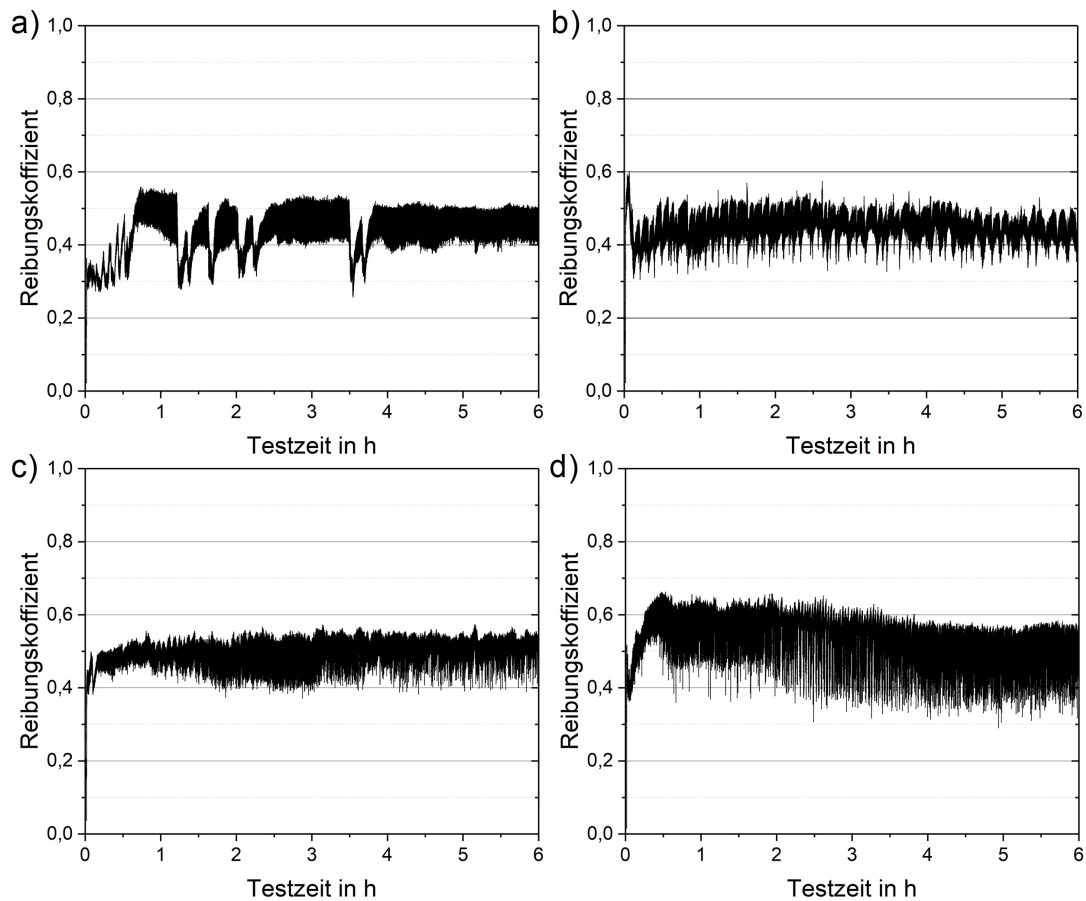 a)
Reibungskoffizient
1,0
0,8
0,6
0,4
0,2
0,0
0 1 2 3 4 5 6
Testzeit in h
b)
Reibungskoffizient
1,0
0,8
0,6
0,4
0,2
0,0
0 1 2 3 4 5 6
Testzeit in h
c)
Reibungskoffizient
1,0
0,8
0,6
0,4
0,2
0,0
0 1 2 3 4 5 6
Testzeit in h
d)
Reibungskoffizient
1,0
0,8
0,6
0,4
0,2
0,0
0 1 2 3 4 5 6
Testzeit in h